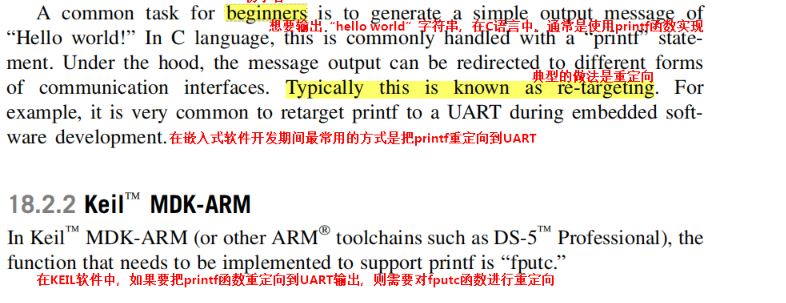 A common task for beginners is to generate a simple output message of
想要输出“hello world”字符串，在C语言中，通常是使用printf函数实现
“Hello world!” In C language, this is commonly handled with a “printf” state-
ment. Under the hood, the message output can be redirected to different forms
典型的做法是重定向
of communication interfaces. Typically this is known as re-targeting. For
example, it is very common to retarget printf to a UART during embedded soft-
ware development. 在嵌入式软件开发期间最常用的方式是把printf重定向到UART
18.2.2 Keil™ MDK-ARM
In Keil™ MDK-ARM (or other ARM® toolchains such as DS-5™ Professional), the
function that needs to be implemented to support printf is “fputc.”
在KEIL软件中，如果要把printf函数重定向到UART输出，则需要对fputc函数进行重定向